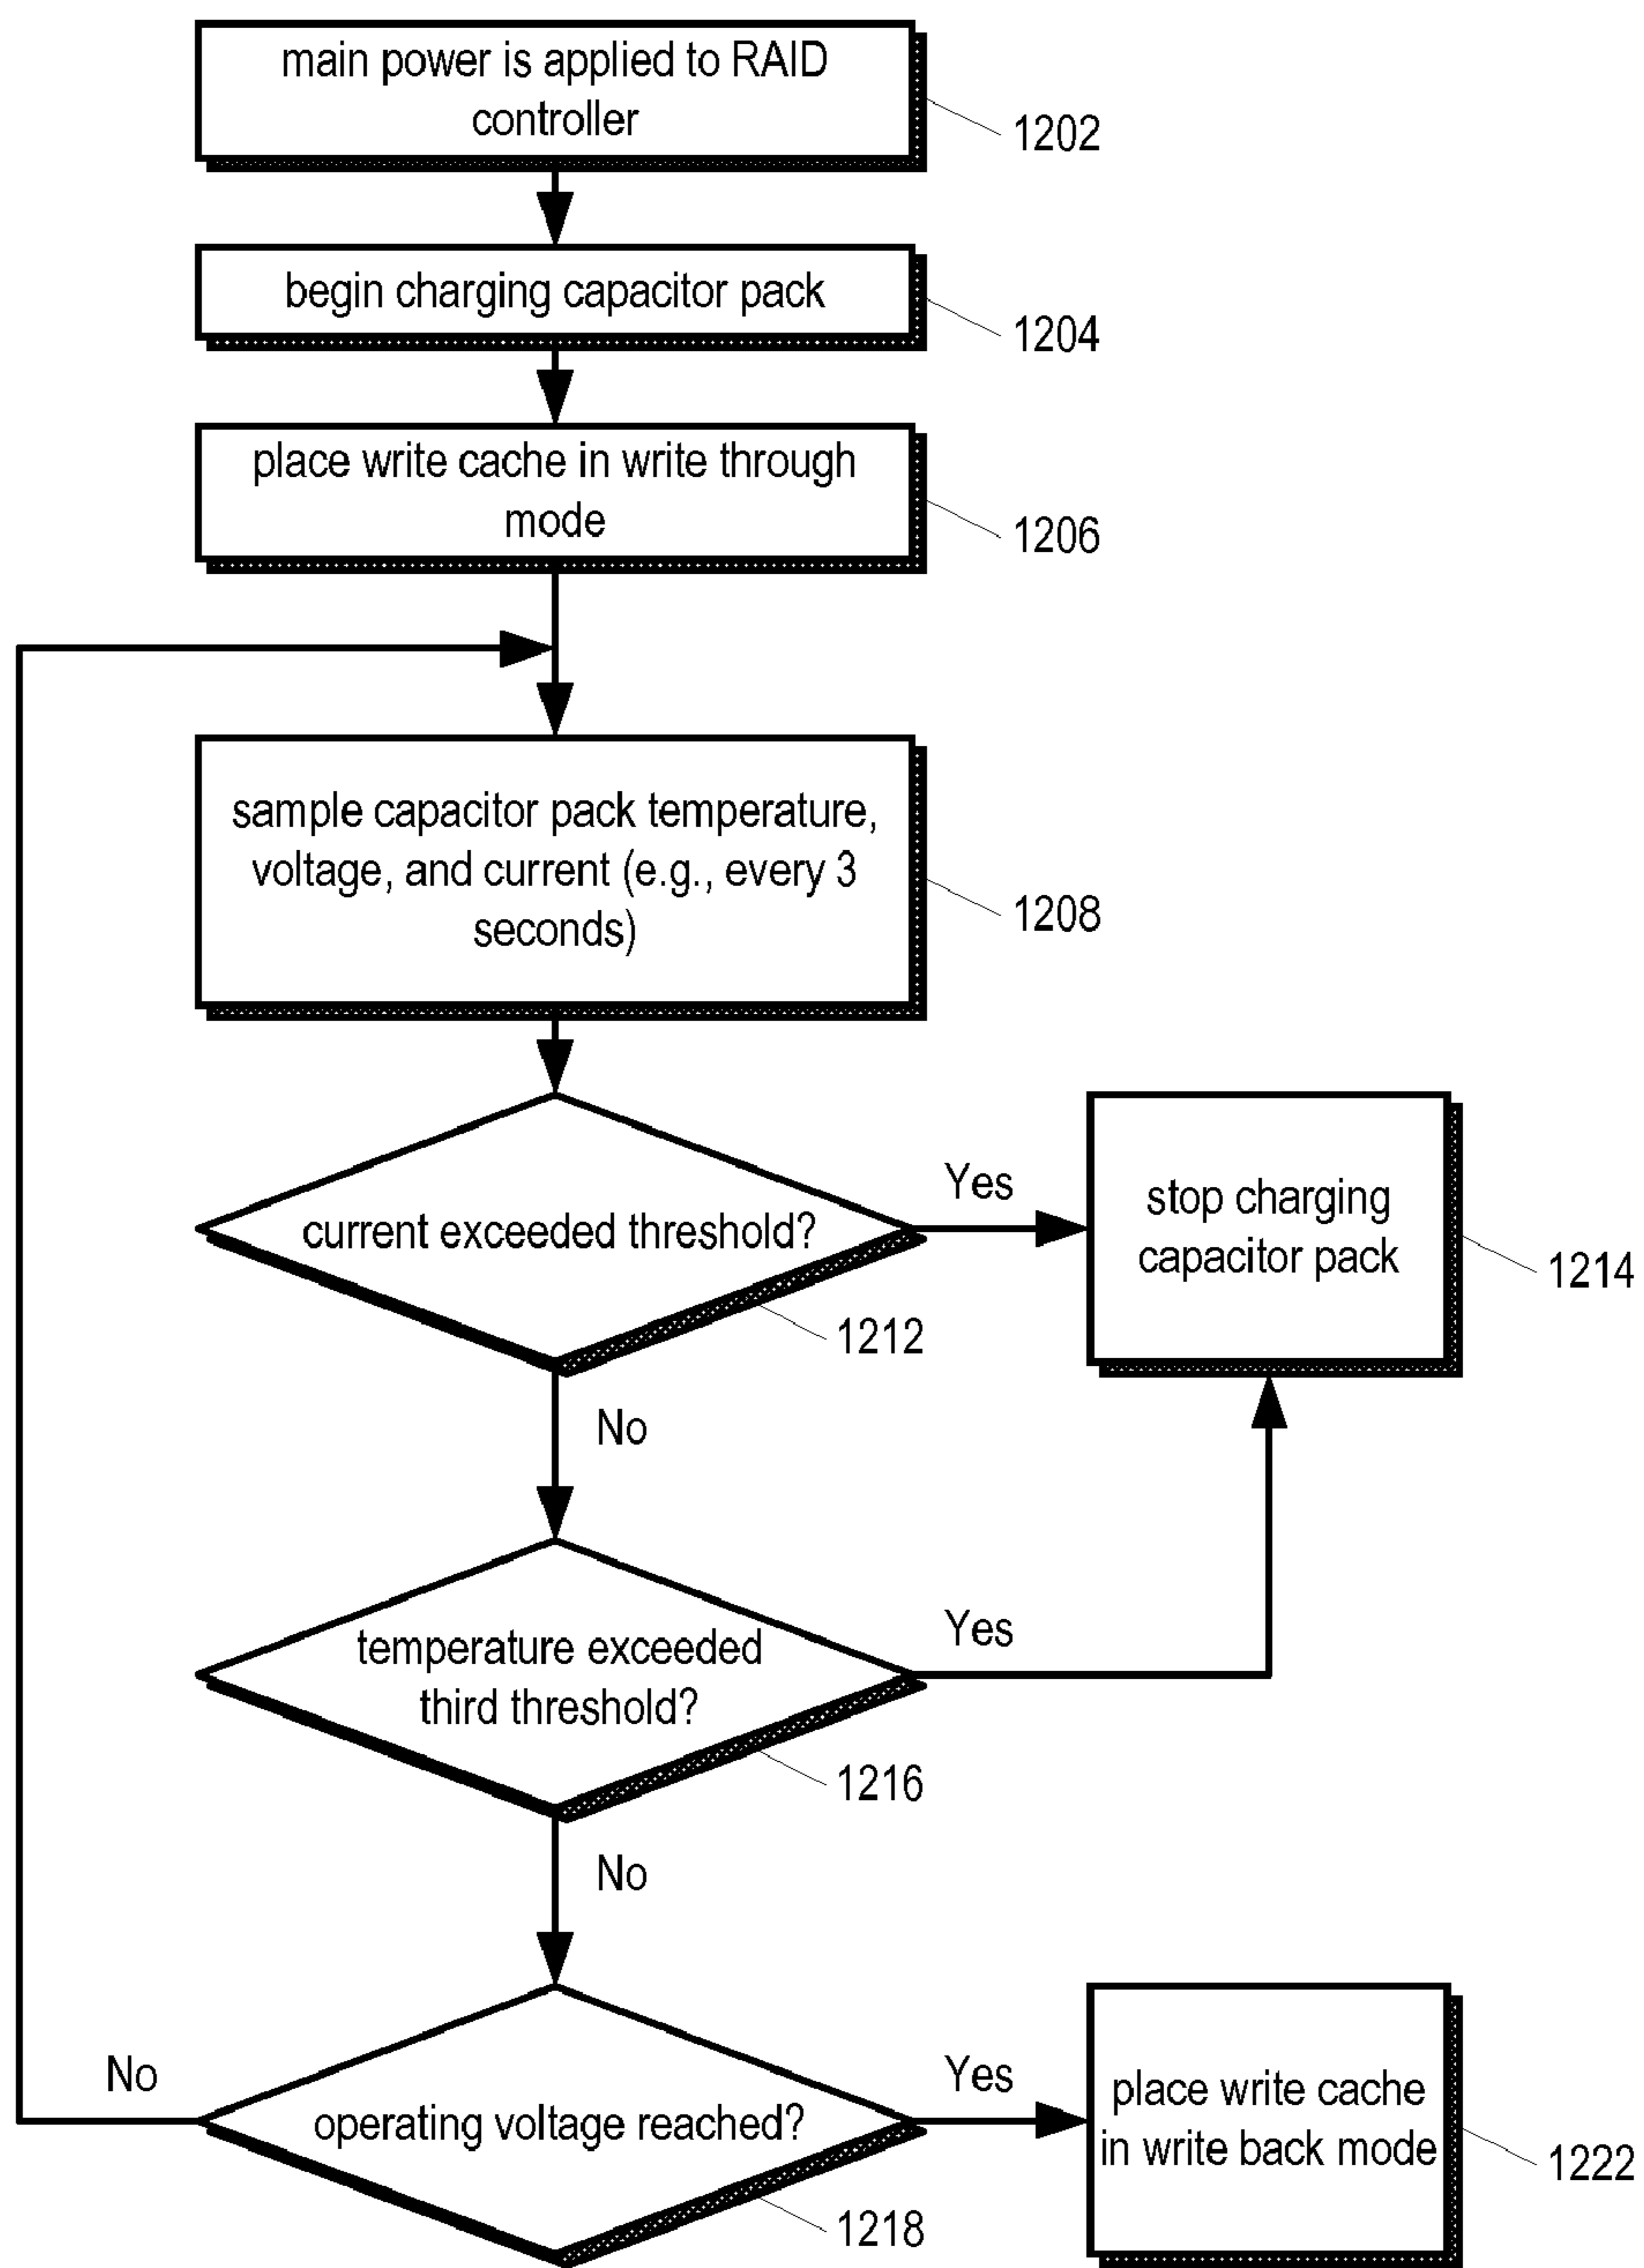 main power is applied to RAID
controller
1202
begin charging capacitor pack
1204
place write cache in write through
mode
1206
sample capacitor pack temperature,
voltage, and current (e.g., every 3
seconds)
1208
current exceeded threshold?
1212
Yes
stop charging
capacitor pack
1214
No
temperature exceeded
third threshold?
1216
Yes
No
operating voltage reached?
1218
No
Yes
place write cache
in write back mode
1222